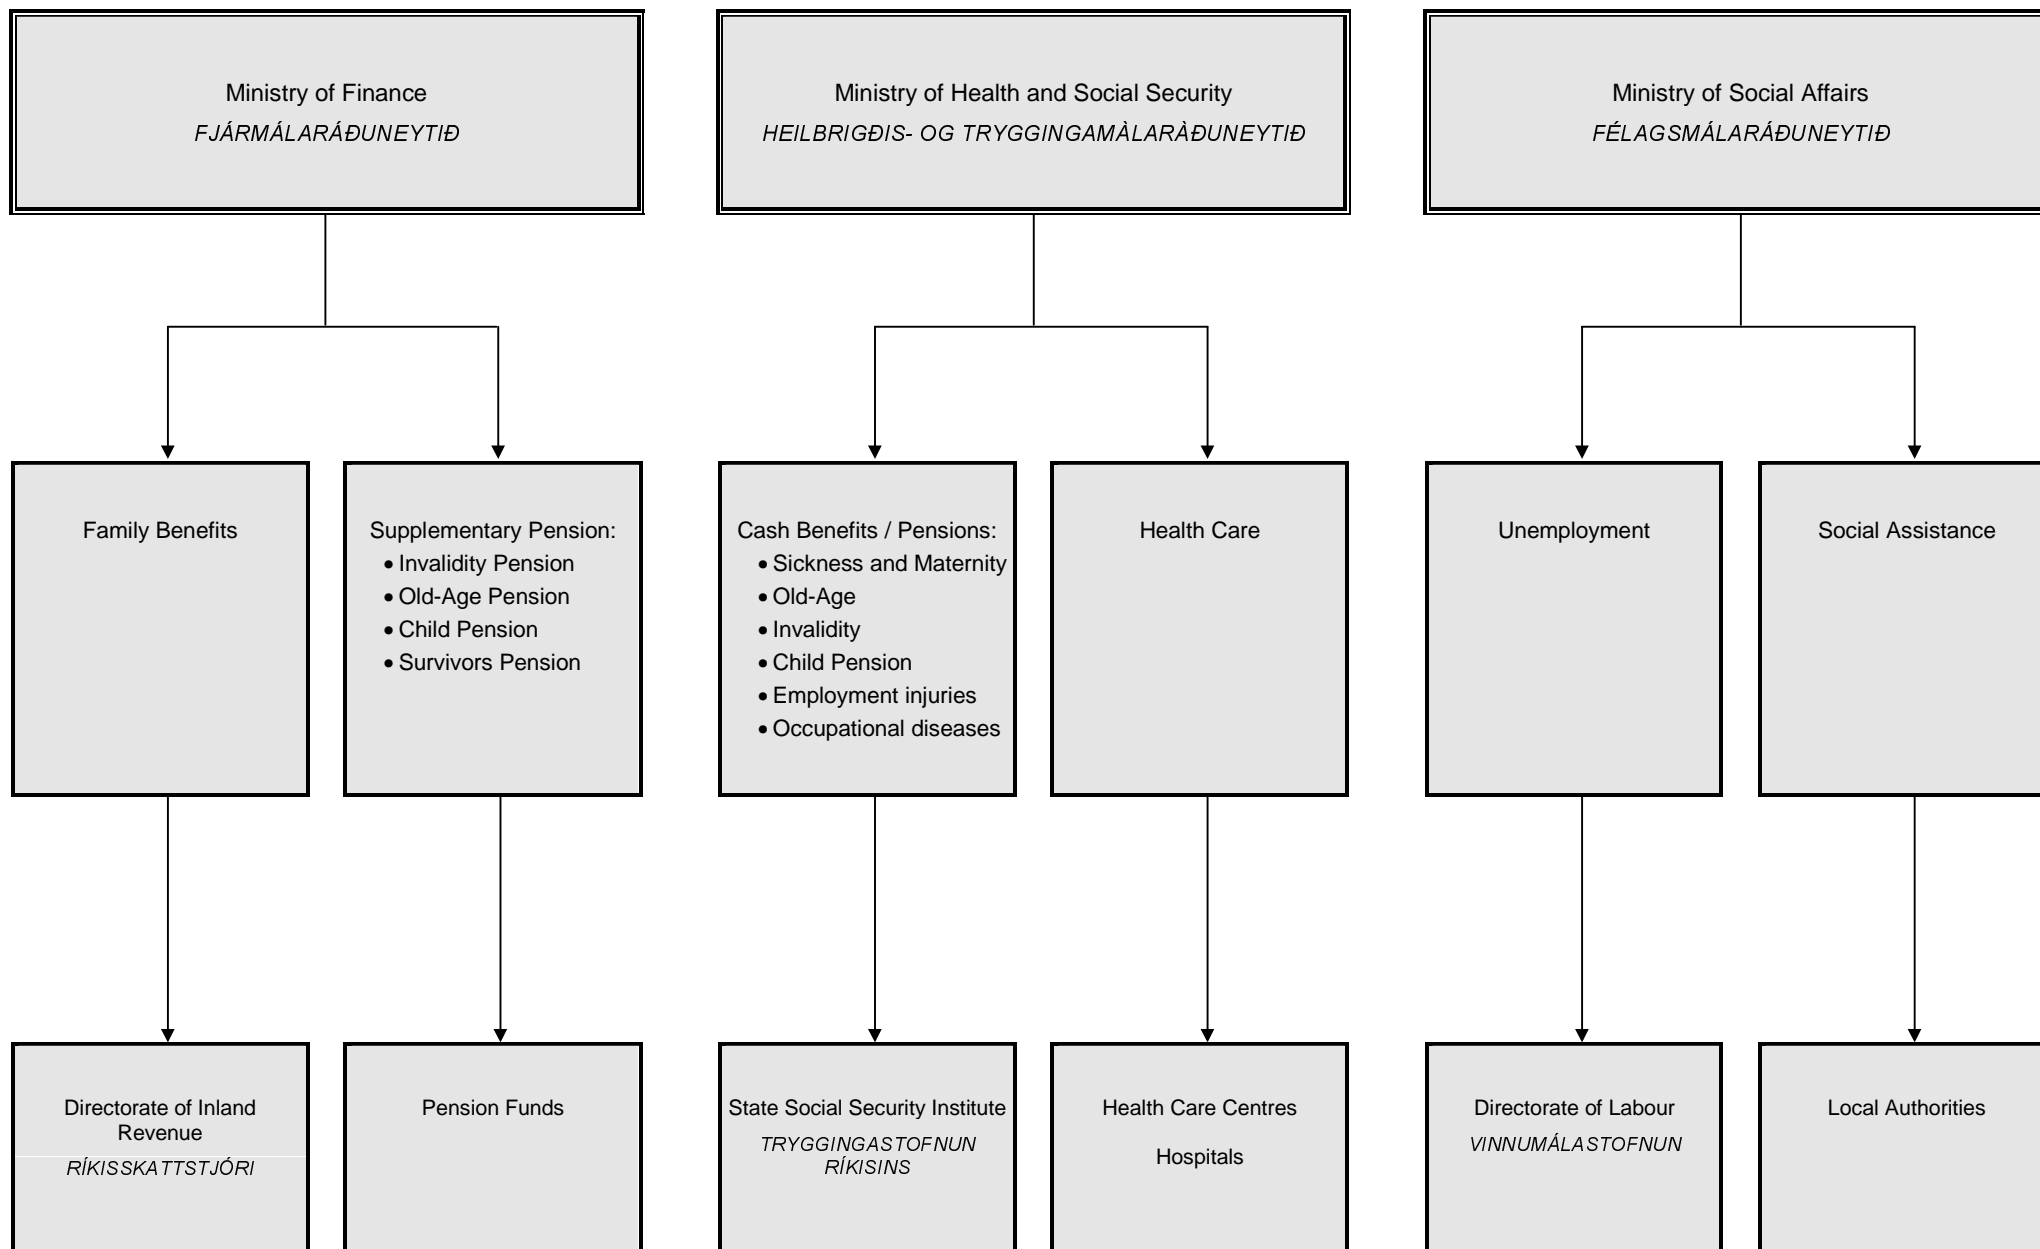 Ministry of Finance
FJÁRMÁLARÁÐUNEYTIÐ
Ministry of Health and Social Security
HEILBRIGÐIS- OG TRYGGINGAMÀLARÀÐUNEYTIÐ
Ministry of Social Affairs
FÉLAGSMÁLARÁÐUNEYTIÐ
Family Benefits
Supplementary Pension:
• Invalidity Pension
• Old-Age Pension
• Child Pension
• Survivors Pension
Cash Benefits / Pensions:
• Sickness and Maternity
• Old-Age
• Invalidity
• Child Pension
• Employment injuries
• Occupational diseases
Health Care
Unemployment
Social Assistance
Directorate of Inland
Revenue
RÍKISSKATTSTJÓRI
Pension Funds
State Social Security Institute
TRYGGINGASTOFNUN
RÍKISINS
Health Care Centres
Hospitals
Directorate of Labour
VINNUMÁLASTOFNUN
Local Authorities